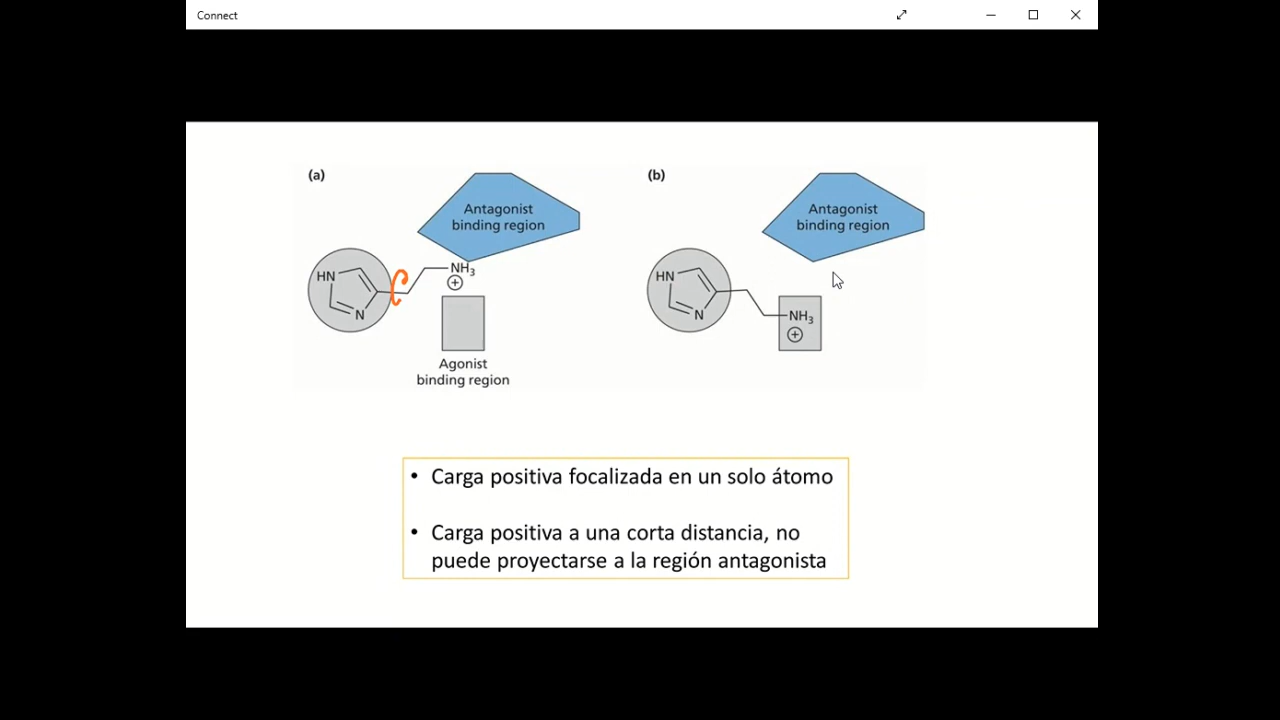 Connect
(a)
Antagonist
binding region
HN
N
NH3
+
Agonist
binding region
(b)
Antagonist
binding region
HN
N
NH3
+
• Carga positiva focalizada en un solo átomo
• Carga positiva a una corta distancia, no
puede proyectarse a la región antagonista